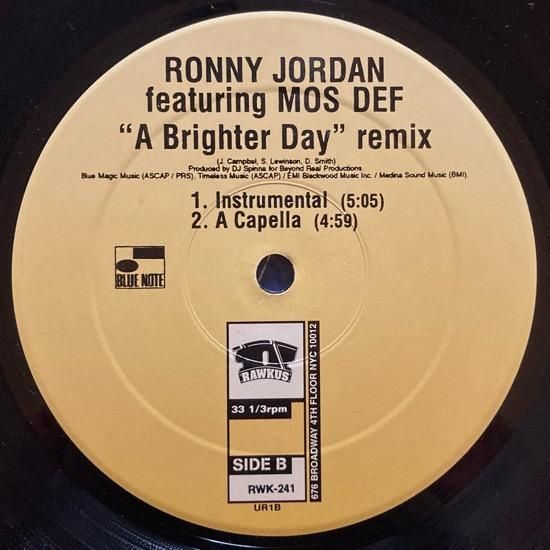 RONNY JORDAN
featuring MOS DEF
“A Brighter Day” remix
(J. Campbel, S. Lewinson, D. Smith)
Produced by DJ Spinna for Beyond Real Productions
Blue Magic Music (ASCAP / PRS), Timeless Music (ASCAP) / EMI Blackwood Music Inc. / Medina Sound Music (BMI).
1. Instrumental (5:05)
2. A Capella (4:59)
BLUE NOTE
RAWKUS
33 1/3rpm
SIDE B
RWK-241
676 BROADWAY 4TH FLOOR NYC 10012
UR1B